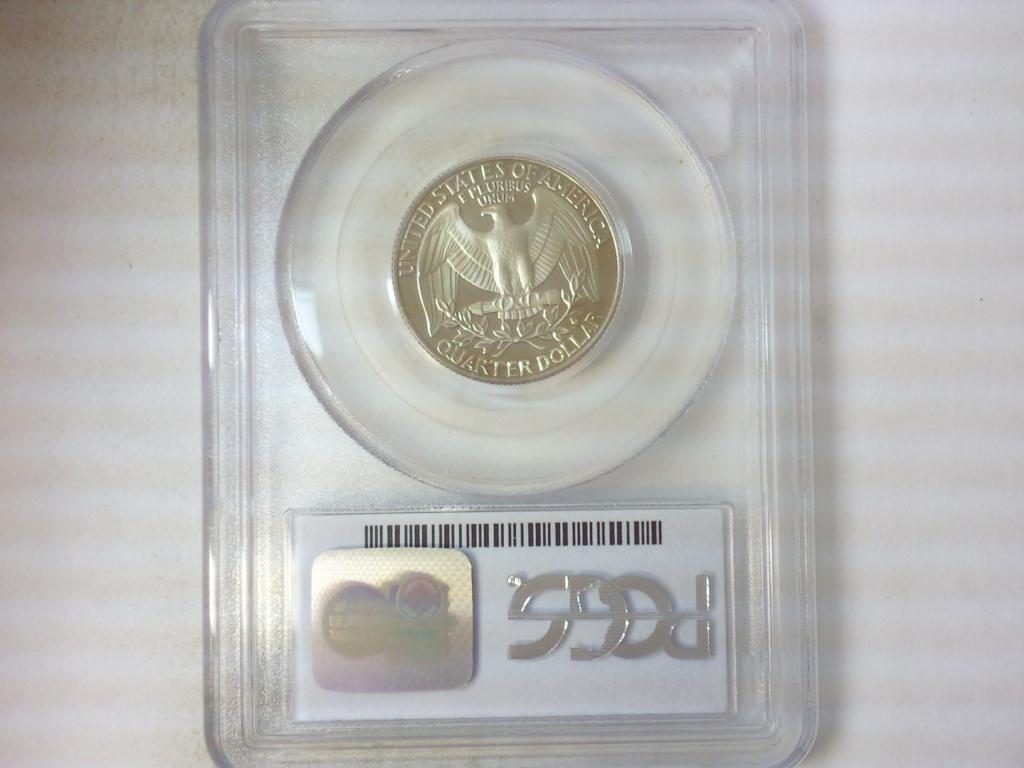 UNITED STATES OF AMERICA
E PLURIBUS
UNUM
QUARTER DOLLAR
PCGS